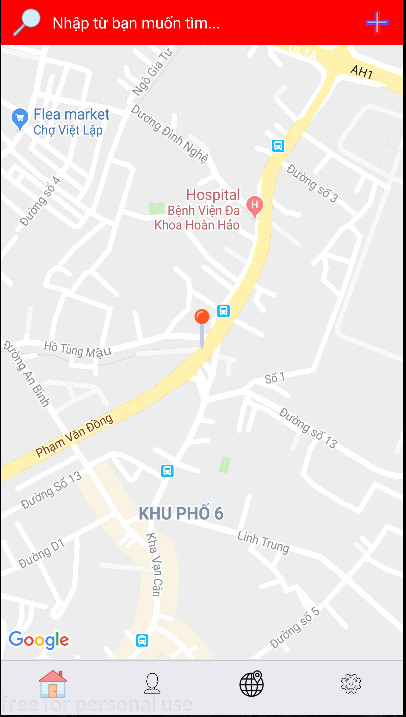 Nhập từ bạn muốn tìm...
AH1
Ngô Gia Tự
Flea market
Chợ Việt Lập
Dương Đình Nghệ
Đường số 4
Đường số 3
Hospital
Bệnh Viện Đa
Khoa Hoàn Hảo
H
Hồ Tùng Mậu
Đường An Bình
Số 1
Phạm Văn Đồng
Đường số 13
Đường Số 13
KHU PHỐ 6
Linh Trung
Kha Vạn Cân
Đường D1
Đường số 5
Google
free for personal use